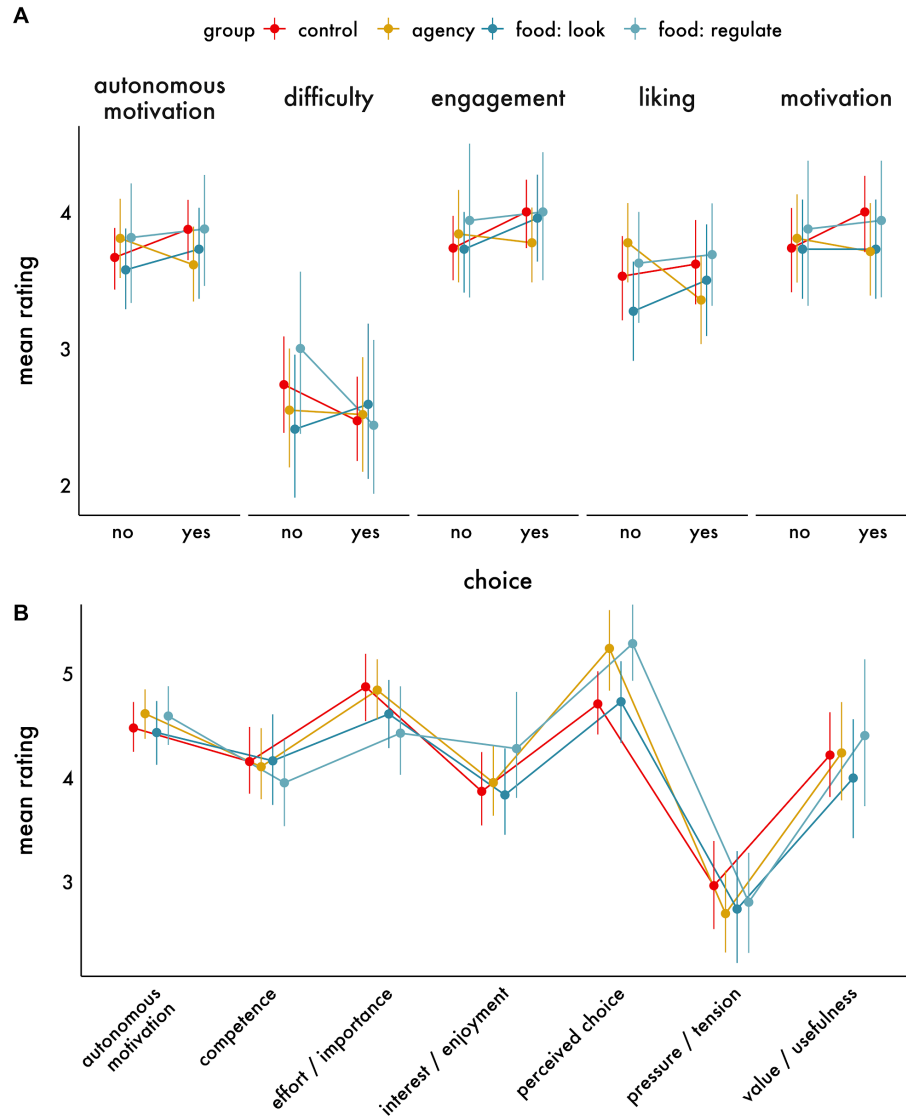 A
group control agency food: look food: regulate
autonomous motivation
difficulty
engagement
liking
motivation
4
3
2
mean rating
no yes no yes no yes no yes no yes
choice
B
5
4
3
mean rating
autonomous motivation
competence
effort / importance
interest / enjoyment
perceived choice
pressure / tension
value / usefulness